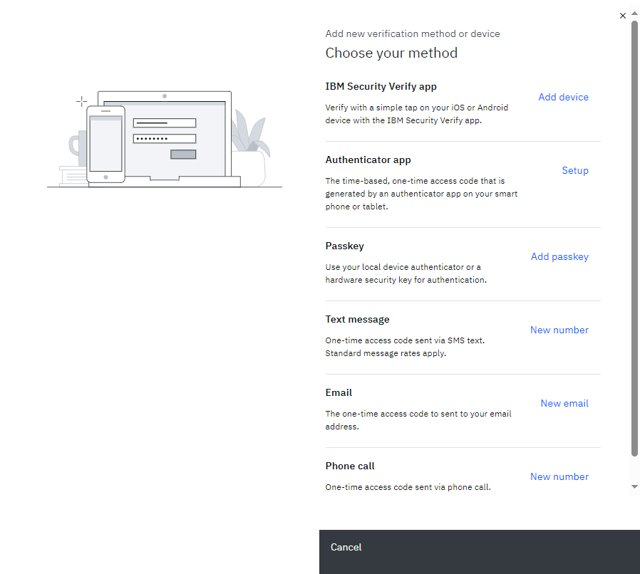 Add new verification method or device
Choose your method
IBM Security Verify app
Add device
Verify with a simple tap on your iOS or Android
device with the IBM Security Verify app.
Authenticator app
Setup
The time-based, one-time access code that is
generated by an authenticator app on your smart
phone or tablet.
Passkey
Add passkey
Use your local device authenticator or a
hardware security key for authentication.
Text message
New number
One-time access code sent via SMS text.
Standard message rates apply.
Email
New email
The one-time access code to sent to your email
address.
Phone call
New number
One-time access code sent via phone call.
Cancel